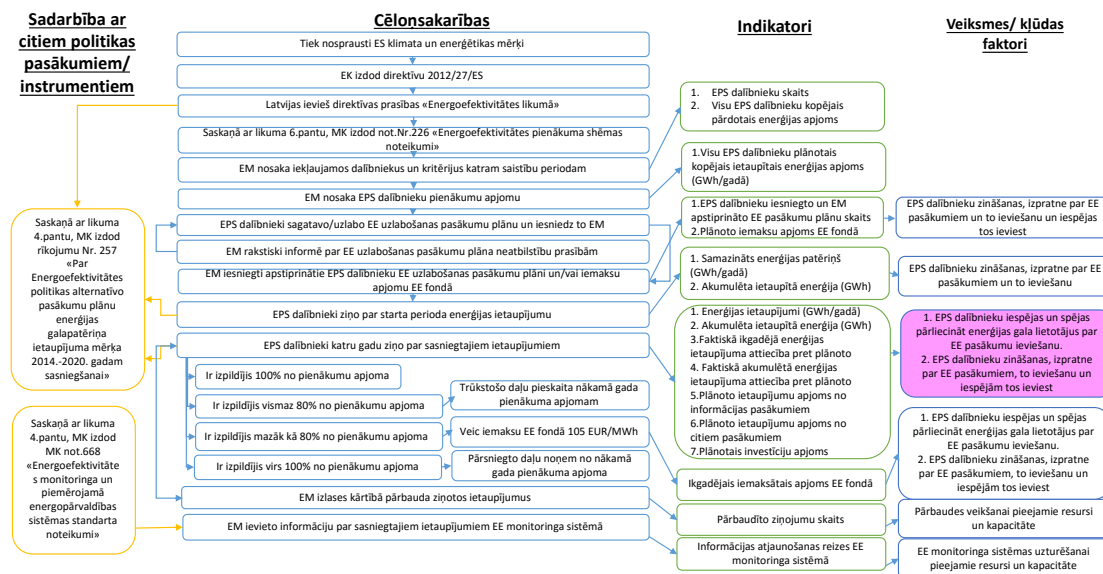 Sadarbība ar
citiem politikas
pasākumiem/
instrumentiem
Saskaņā ar likuma
4.pantu, MK izdod
rīkojumu Nr. 257
«Par
Energoefektivitātes
politikas alternatīvo
pasākumu plānu
enerģijas
galapatēriņa
ietaupījuma mērķa
2014.-2020. gadam
sasniegšanai»
Saskaņā ar likuma
4.pantu, MK izdod
MK not.668
«Energoefektivitāte
s monitoringa un
piemērojamā
energopārvaldības
sistēmas standarta
noteikumi»
Cēloņsakarības
Tiek nosprausti ES klimata un enerģētikas mērķi
EK izdod direktīvu 2012/27/ES
Latvijas ievieš direktīvas prasības «Energoefektivitātes likumā»
Saskaņā ar likuma 6.pantu, MK izdod not.Nr.226 «Energoefektivitātes pienākuma shēmas
noteikumi»
EM nosaka iekļaujamos dalībniekus un kritērijus katram saistību periodam
EM nosaka EPS dalībnieku pienākumu apjomu
EPS dalībnieki sagatavo/uzlabo EE uzlabošanas pasākumu plānu un iesniedz to EM
EM rakstiski informē par EE uzlabošanas pasākumu plāna neatbilstību prasībām
EM iesniegti apstiprinātie EPS dalībnieku EE uzlabošanas pasākumu plāni un/vai iemaksu
apjomu EE fondā
EPS dalībnieki ziņo par starta perioda enerģijas ietaupījumu
EPS dalībnieki katru gadu ziņo par sasniegtajiem ietaupījumiem
Ir izpildījis 100% no pienākumu apjoma
Ir izpildījis vismaz 80% no pienākumu apjoma
Trūkstošo daļu pieskaita nākamā gada
pienākuma apjomam
Ir izpildījis mazāk kā 80% no pienākumu apjoma
Veic iemaksu EE fondā 105 EUR/MWh
Ir izpildījis virs 100% no pienākumu apjoma
Pārsniegto daļu noņem no nākamā
gada pienākuma apjoma
EM izlases kārtībā pārbauda ziņotos ietaupījumus
EM ievieto informāciju par sasniegtajiem ietaupījumiem EE monitoringa sistēmā
Indikatori
1. EPS dalībnieku skaits
2. Visu EPS dalībnieku kopējais
pārdotais enerģijas apjoms
1.Visu EPS dalībnieku plānotais
kopējais ietaupītais enerģijas apjoms
(GWh/gadā)
1.EPS dalībnieku iesniegto un EM
apstiprināto EE pasākumu plānu skaits
2.Plānoto iemaksu apjoms EE fondā
1. Samazināts enerģijas patēriņš
(GWh/gadā)
2. Akumulēta ietaupītā enerģija (GWh)
1. Enerģijas ietaupījumi (GWh/gadā)
2. Akumulēta ietaupītā enerģija (GWh)
3.Faktiskā ikgadējā enerģijas
ietaupījuma attiecība pret plānoto
4. Faktiskā akumulētā enerģijas
ietaupījuma attiecība pret plānoto
5.Plānoto ietaupījumu apjoms no
informācijas pasākumiem
6.Plānoto ietaupījumu apjoms no
citiem pasākumiem
7.Plānotais investīciju apjoms
Ikgadējais iemaksātais apjoms EE fondā
Pārbaudīto ziņojumu skaits
Informācijas atjaunošanas reizes EE
monitoringa sistēmā
Veiksmes/ kļūdas
faktori
EPS dalībnieku zināšanas, izpratne par EE
pasākumiem un to ieviešanu un iespējās
tos ieviest
EPS dalībnieku zināšanas, izpratne par EE
pasākumiem un to ieviešanu
1. EPS dalībnieku iespējas un spējas
pārliecināt enerģijas gala lietotājus par
EE pasākumu ieviešanu.
2. EPS dalībnieku zināšanas, izpratne
par EE pasākumiem, to ieviešanu un
iespējām tos ieviest
1. EPS dalībnieku iespējas un spējas
pārliecināt enerģijas gala lietotājus par
EE pasākumu ieviešanu.
2. EPS dalībnieku zināšanas, izpratne
par EE pasākumiem, to ieviešanu un
iespējām tos ieviest
Pārbaudes veikšanai pieejamie resursi
un kapacitāte
EE monitoringa sistēmas uzturēšanai
pieejamie resursi un kapacitāte